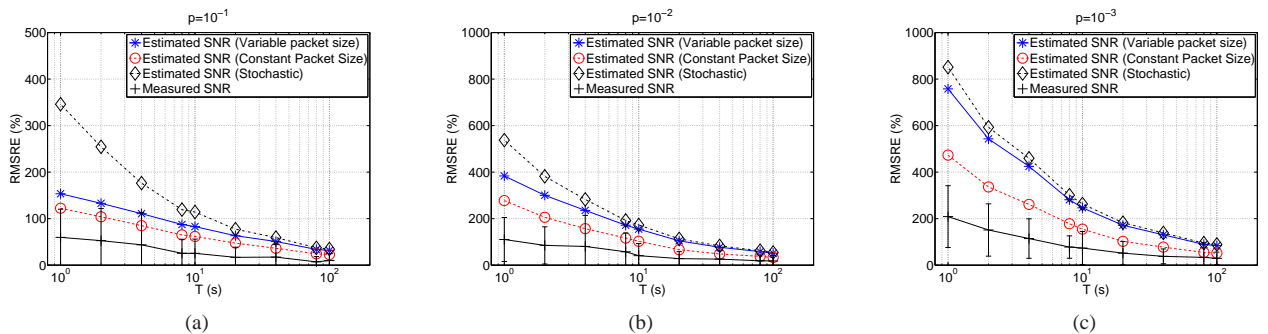 p=10⁻¹
RMSRE (%)
500
400
300
200
100
0
Estimated SNR (Variable packet size)
Estimated SNR (Constant Packet Size)
Estimated SNR (Stochastic)
Measured SNR
10⁰
10¹
10²
T (s)
(a)
p=10⁻²
RMSRE (%)
1000
800
600
400
200
0
Estimated SNR (Variable packet size)
Estimated SNR (Constant Packet Size)
Estimated SNR (Stochastic)
Measured SNR
10⁰
10¹
10²
T (s)
(b)
p=10⁻³
RMSRE (%)
1000
800
600
400
200
0
Estimated SNR (Variable packet size)
Estimated SNR (Constant Packet Size)
Estimated SNR (Stochastic)
Measured SNR
10⁰
10¹
10²
T (s)
(c)